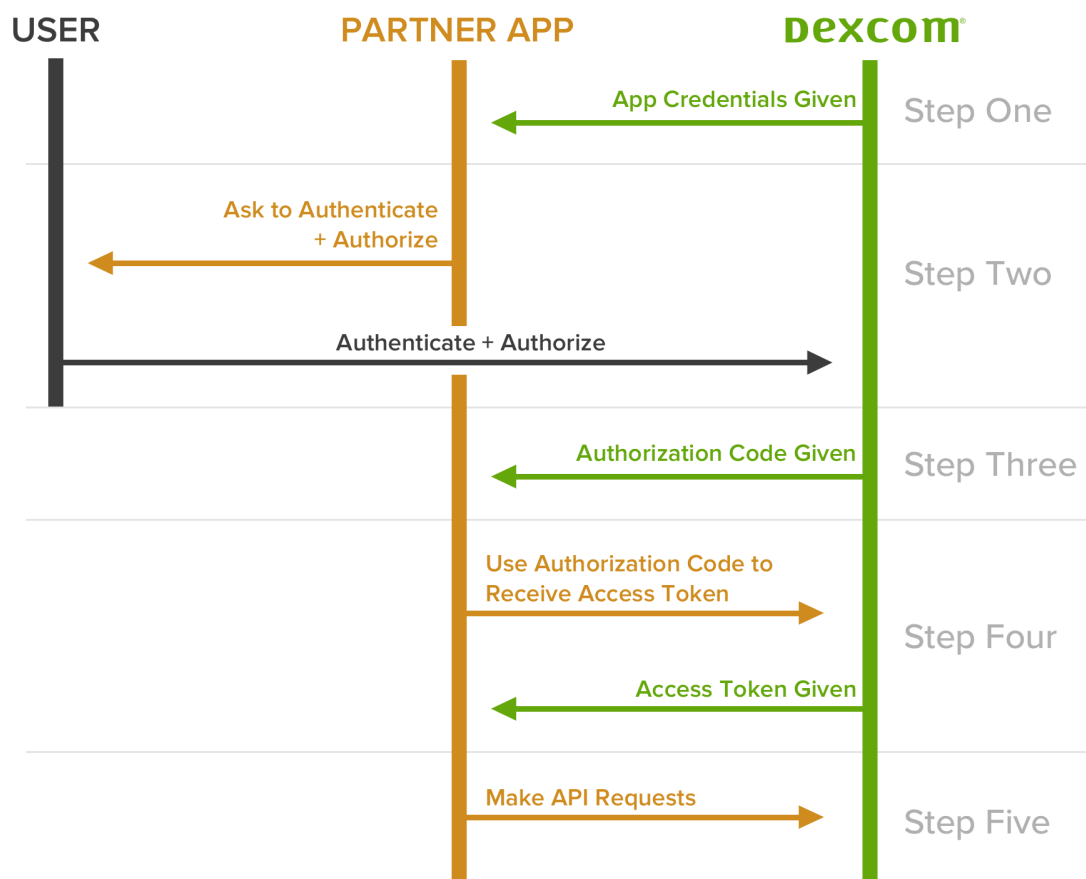 USER
PARTNER APP
Dexcom®
App Credentials Given
Step One
Ask to Authenticate
+ Authorize
Step Two
Authenticate + Authorize
Authorization Code Given
Step Three
Use Authorization Code to
Receive Access Token
Step Four
Access Token Given
Make API Requests
Step Five